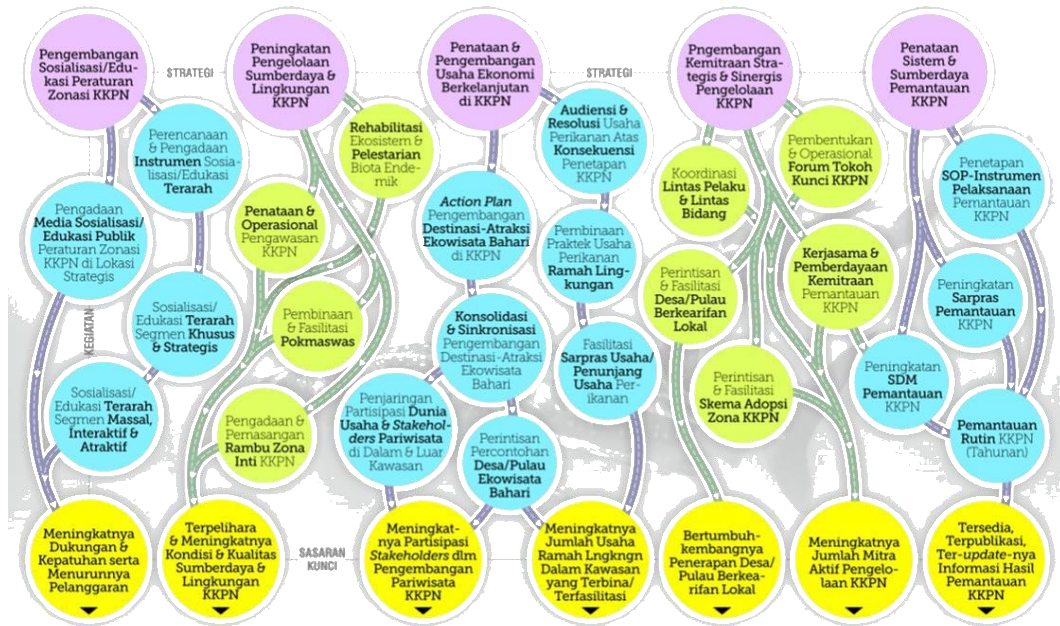 Pengembangan
Sosialisasi/Edu-
kasi Peraturan
Zonasi KKPN
STRATEGI
Peningkatan
Pengelolaan
Sumberdaya &
Lingkungan
KKPN
Penataan &
Pengembangan
Usaha Ekonomi
Berkelanjutan
di KKPN
STRATEGI
Pngembangan
Kemitraan Stra-
tegis & Sinergis
Pengelolaan
KKPN
Penataan
Sistem &
Sumberdaya
Pemantauan
KKPN
Perencanaan
& Pengadaan
Instrumen Sosia-
lisasi/Edukasi
Terarah
Rehabilitasi
Ekosistem &
Pelestarian
Biota Ende-
mik
Audiensi &
Resolusi Usaha
Perikanan Atas
Konsekuensi
Penetapan
KKPN
Koordinasi
Lintas Pelaku
& Lintas
Bidang
Pembentukan
& Operasional
Forum Tokoh
Kunci KKPN
Penetapan
SOP-Instrumen
Pelaksanaan
Pemantauan
KKPN
Pengadaan
Media Sosialisasi/
Edukasi Publik
Peraturan Zonasi
KKPN di Lokasi
Strategis
Penataan &
Operasional
Pengawasan
KKPN
Action Plan
Pengembangan
Destinasi-Atraksi
Ekowisata Bahari
di KKPN
Pembinaan
Praktek Usaha
Perikanan
Ramah Ling-
kungan
Perintisan
& Fasilitasi
Desa/Pulau
Berkearifan
Lokal
Kerjasama &
Pemberdayaan
Kemitraan
Pemantauan
KKPN
Peningkatan
Sarpras
Pemantauan
KKPN
KEGIATAN
Sosialisasi/
Edukasi Terarah
Segmen Khusus
& Strategis
Pembinaan
& Fasilitasi
Pokmaswas
Konsolidasi
& Sinkronisasi
Pengembangan
Destinasi-Atraksi
Ekowisata
Bahari
Fasilitasi
Sarpras Usaha/
Penunjang
Usaha Per-
ikanan
Perintisan
& Fasilitasi
Skema Adopsi
Zona KKPN
Peningkatan
SDM
Pemantauan
KKPN
Sosialisasi/
Edukasi Terarah
Segmen Massal,
Interaktif &
Atraktif
Pengadaan &
Pemasangan
Rambu Zona
Inti KKPN
Penjaringan
Partisipasi Dunia
Usaha & Stakehol-
ders Pariwisata
di Dalam & Luar
Kawasan
Perintisan
Percontohan
Desa/Pulau
Ekowisata
Bahari
Pemantauan
Rutin KKPN
(Tahunan)
Meningkatnya
Dukungan &
Kepatuhan serta
Menurunnya
Pelanggaran
Terpelihara
& Meningkatnya
Kondisi & Kualitas
Sumberdaya &
Lingkungan
KKPN
SASARAN
KUNCI
Meningkat-
nya Partisipasi
Stakeholders dlm
Pengembangan
Pariwisata
KKPN
Meningkatnya
Jumlah Usaha
Ramah Lngkngn
Dalam Kawasan
yang Terbina/
Terfasilitasi
Bertumbuh-
kembangnya
Penerapan Desa/
Pulau Berkea-
rifan Lokal
Meningkatnya
Jumlah Mitra
Aktif Pengelo-
laan KKPN
Tersedia,
Terpublikasi,
Ter-update-nya
Informasi Hasil
Pemantauan
KKPN